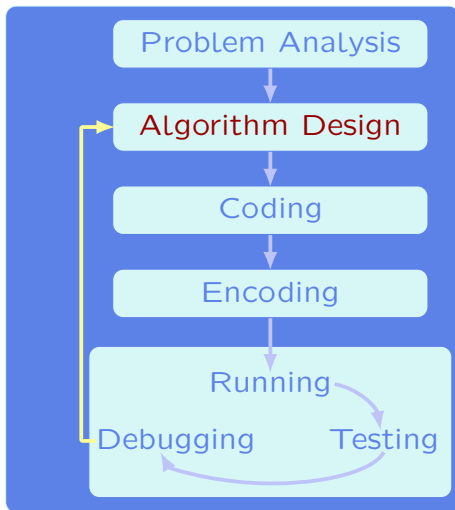 Problem Analysis
Algorithm Design
Coding
Encoding
Running
Debugging Testing